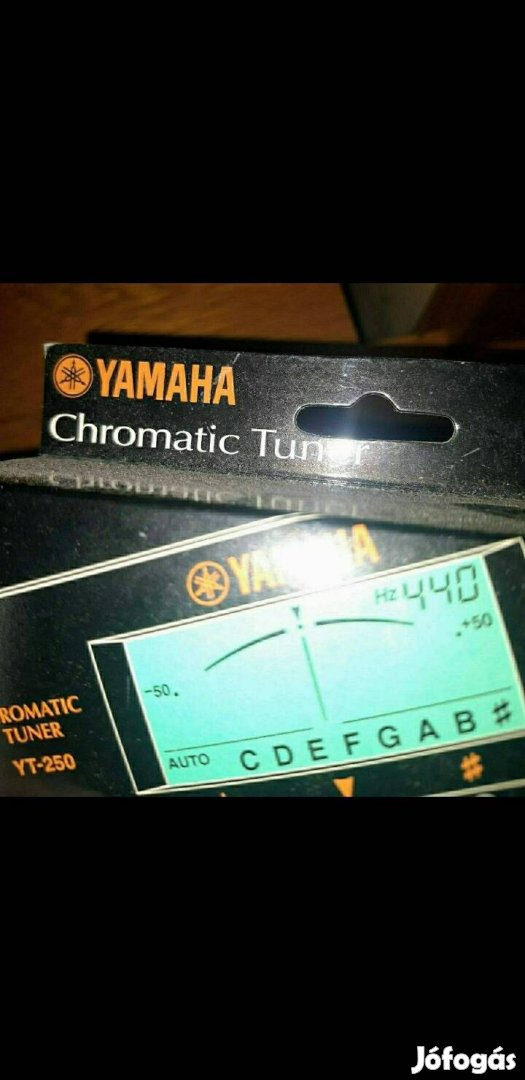 YAMAHA
Chromatic Tuner
YAMAHA
Hz 440
-50. .+50
AUTO C D E F G A B #
ROMATIC
TUNER
YT-250
#
Jófogás